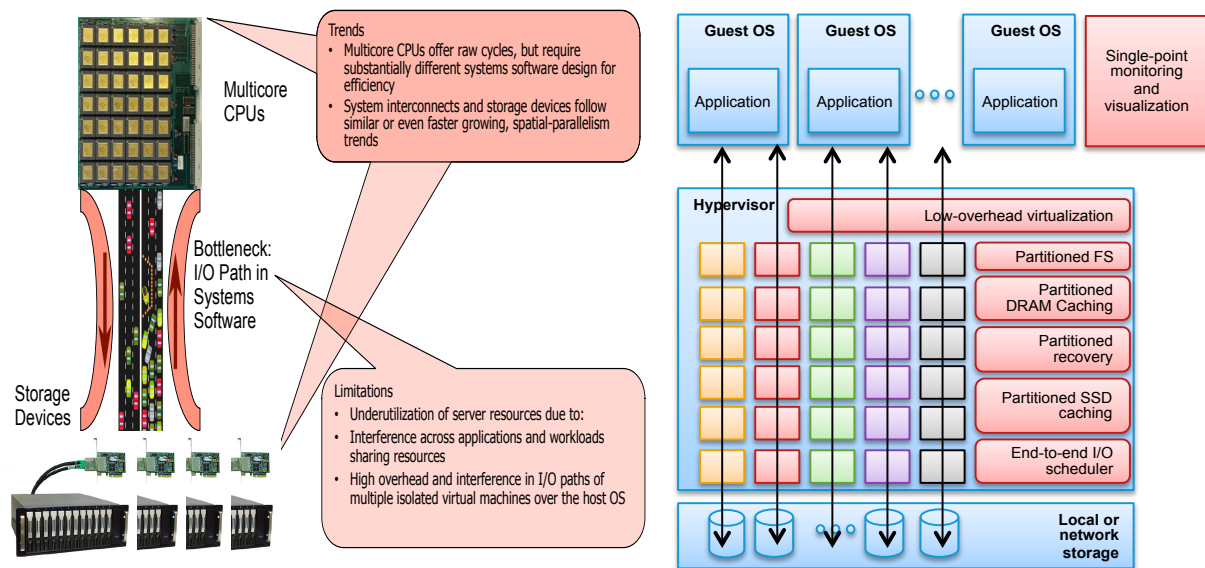 Multicore
CPUs
Trends
• Multicore CPUs offer raw cycles, but require
substantially different systems software design for
efficiency
• System interconnects and storage devices follow
similar or even faster growing, spatial-parallelism
trends
Bottleneck:
I/O Path in
Systems
Software
Storage
Devices
Limitations
• Underutilization of server resources due to:
• Interference across applications and workloads
sharing resources
• High overhead and interference in I/O paths of
multiple isolated virtual machines over the host OS
Guest OS
Application
Guest OS
Application
Guest OS
Application
Single-point
monitoring
and
visualization
Hypervisor
Low-overhead virtualization
Partitioned FS
Partitioned
DRAM Caching
Partitioned
recovery
Partitioned SSD
caching
End-to-end I/O
scheduler
Local or
network
storage